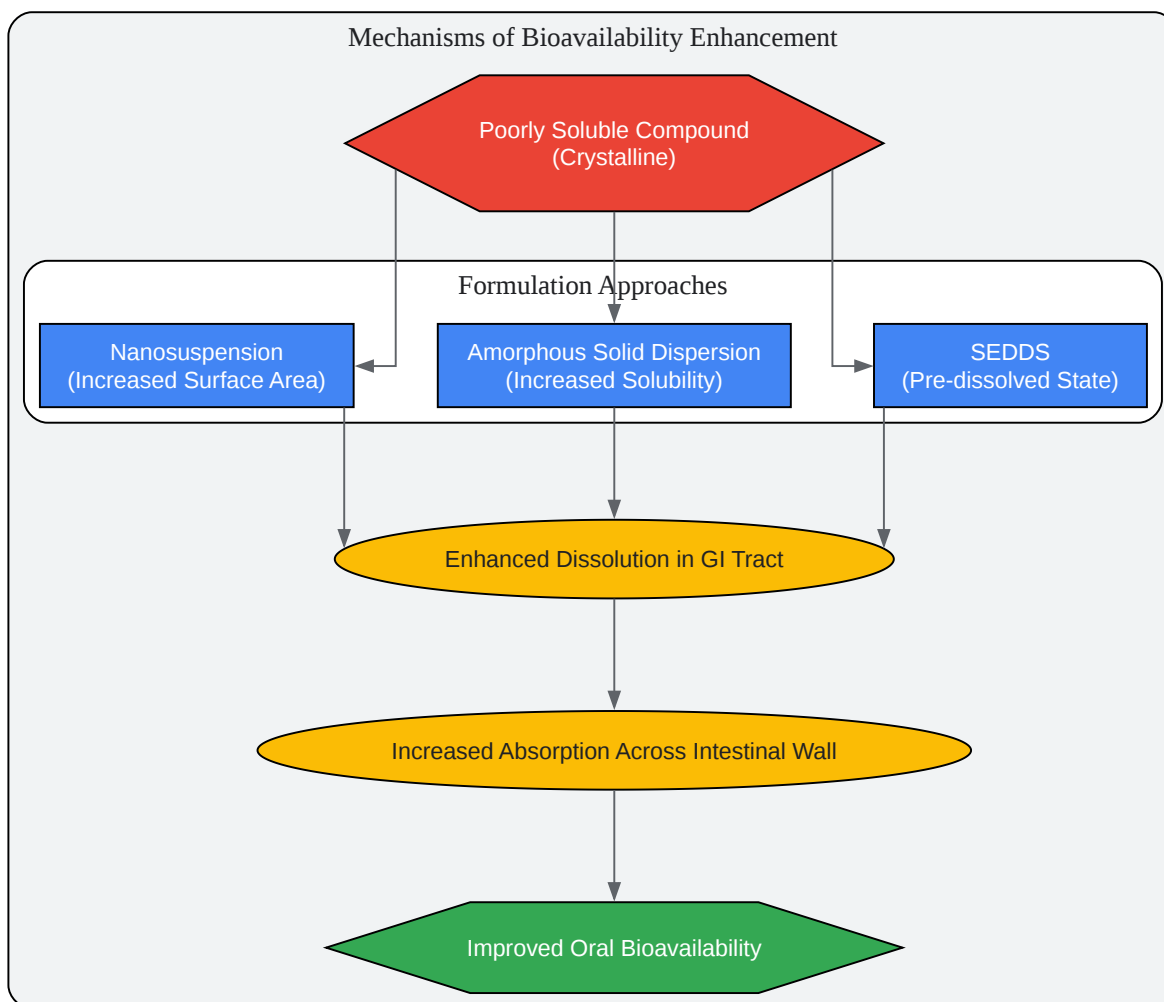 Mechanisms of Bioavailability Enhancement
Poorly Soluble Compound
(Crystalline)
Formulation Approaches
Nanosuspension
(Increased Surface Area)
Amorphous Solid Dispersion
(Increased Solubility)
SEDDS
(Pre-dissolved State)
Enhanced Dissolution in GI Tract
Increased Absorption Across Intestinal Wall
Improved Oral Bioavailability